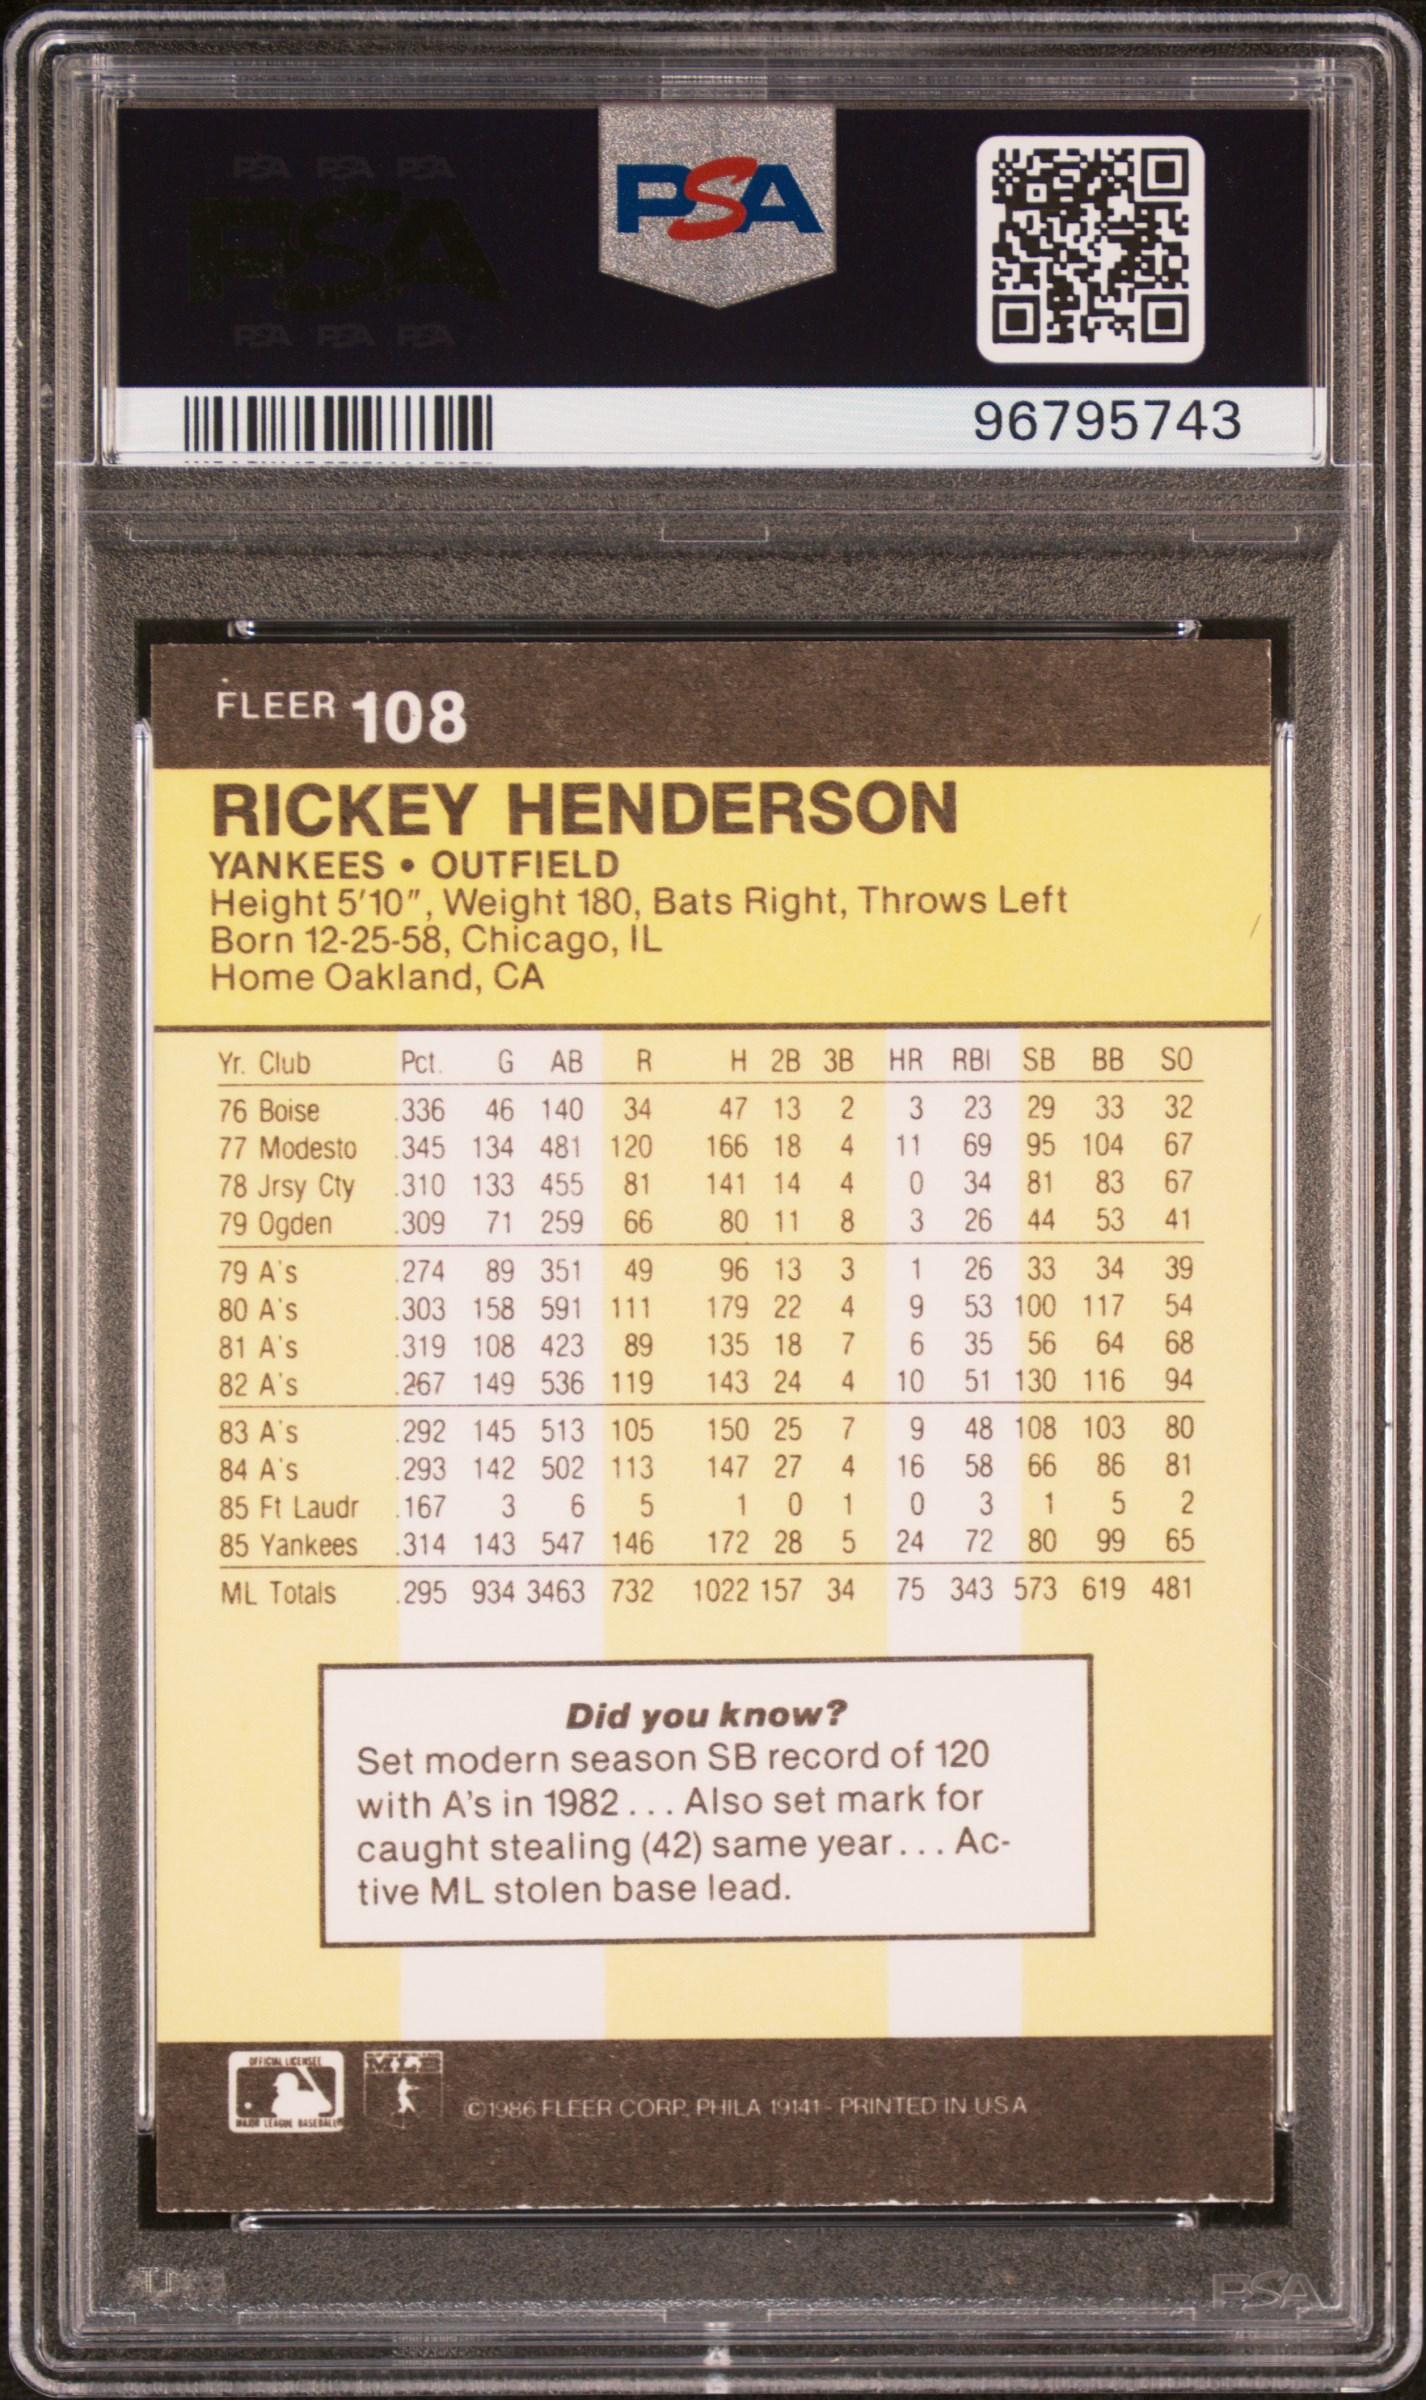 PSA PSA PSA
PSA
PSA PSA PSA
PSA
96795743
FLEER 108
RICKEY HENDERSON
YANKEES • OUTFIELD
Height 5'10", Weight 180, Bats Right, Throws Left
Born 12-25-58, Chicago, IL
Home Oakland, CA
Yr. Club Pct. G AB R H 2B 3B HR RBI SB BB SO
76 Boise .336 46 140 34 47 13 2 3 23 29 33 32
77 Modesto .345 134 481 120 166 18 4 11 69 95 104 67
78 Jrsy Cty .310 133 455 81 141 14 4 0 34 81 83 67
79 Ogden .309 71 259 66 80 11 8 3 26 44 53 41
79 A's .274 89 351 49 96 13 3 1 26 33 34 39
80 A's .303 158 591 111 179 22 4 9 53 100 117 54
81 A's .319 108 423 89 135 18 7 6 35 56 64 68
82 A's .267 149 536 119 143 24 4 10 51 130 116 94
83 A's .292 145 513 105 150 25 7 9 48 108 103 80
84 A's .293 142 502 113 147 27 4 16 58 66 86 81
85 Ft Laudr .167 3 6 5 1 0 1 0 3 1 5 2
85 Yankees .314 143 547 146 172 28 5 24 72 80 99 65
ML Totals .295 934 3463 732 1022 157 34 75 343 573 619 481
Did you know?
Set modern season SB record of 120
with A's in 1982... Also set mark for
caught stealing (42) same year... Ac-
tive ML stolen base lead.
OFFICIAL LICENSEE
MAJOR LEAGUE BASEBALL
MLB
©1986 FLEER CORP. PHILA 19141 - PRINTED IN U.S.A
PSA